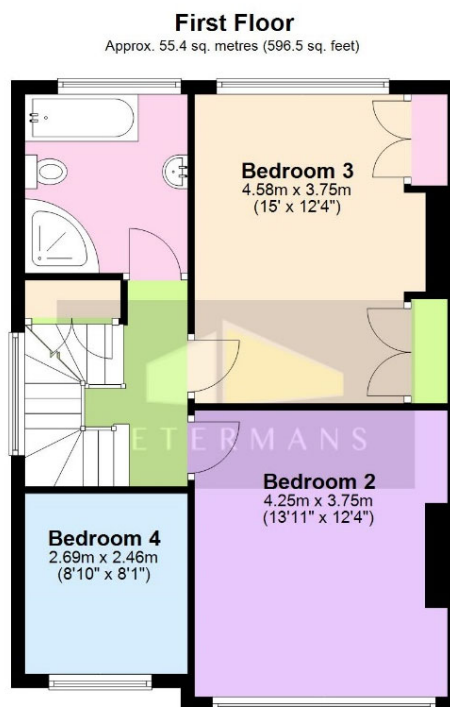 First Floor
Approx. 55.4 sq. metres (596.5 sq. feet)
Bedroom 3
4.58m x 3.75m
(15' x 12'4")
ETERMANS
Bedroom 2
4.25m x 3.75m
(13'11" x 12'4")
Bedroom 4
2.69m x 2.46m
(8'10" x 8'1")